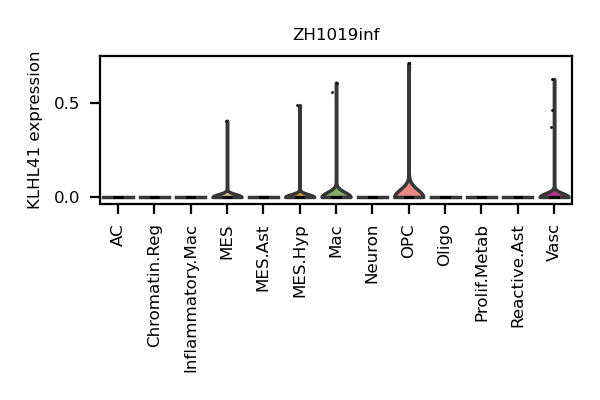 ZH1019inf
KLHL41 expression
0.5
0.0
AC
Chromatin.Reg
Inflammatory.Mac
MES
MES.Ast
MES.Hyp
Mac
Neuron
OPC
Oligo
Prolif.Metab
Reactive.Ast
Vasc